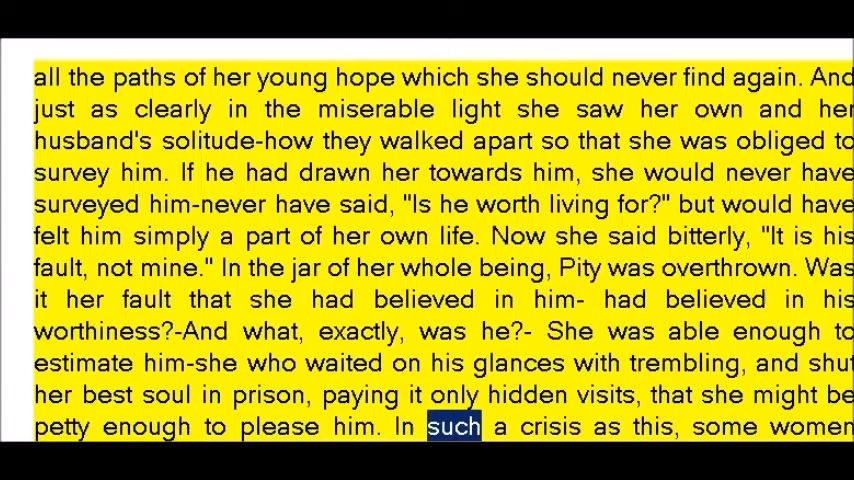 all the paths of her young hope which she should never find again. And
just as clearly in the miserable light she saw her own and her
husband's solitude-how they walked apart so that she was obliged to
survey him. If he had drawn her towards him, she would never have
surveyed him-never have said, "Is he worth living for?" but would have
felt him simply a part of her own life. Now she said bitterly, "It is his
fault, not mine." In the jar of her whole being, Pity was overthrown. Was
it her fault that she had believed in him- had believed in his
worthiness?-And what, exactly, was he?- She was able enough to
estimate him-she who waited on his glances with trembling, and shut
her best soul in prison, paying it only hidden visits, that she might be
petty enough to please him. In such a crisis as this, some women